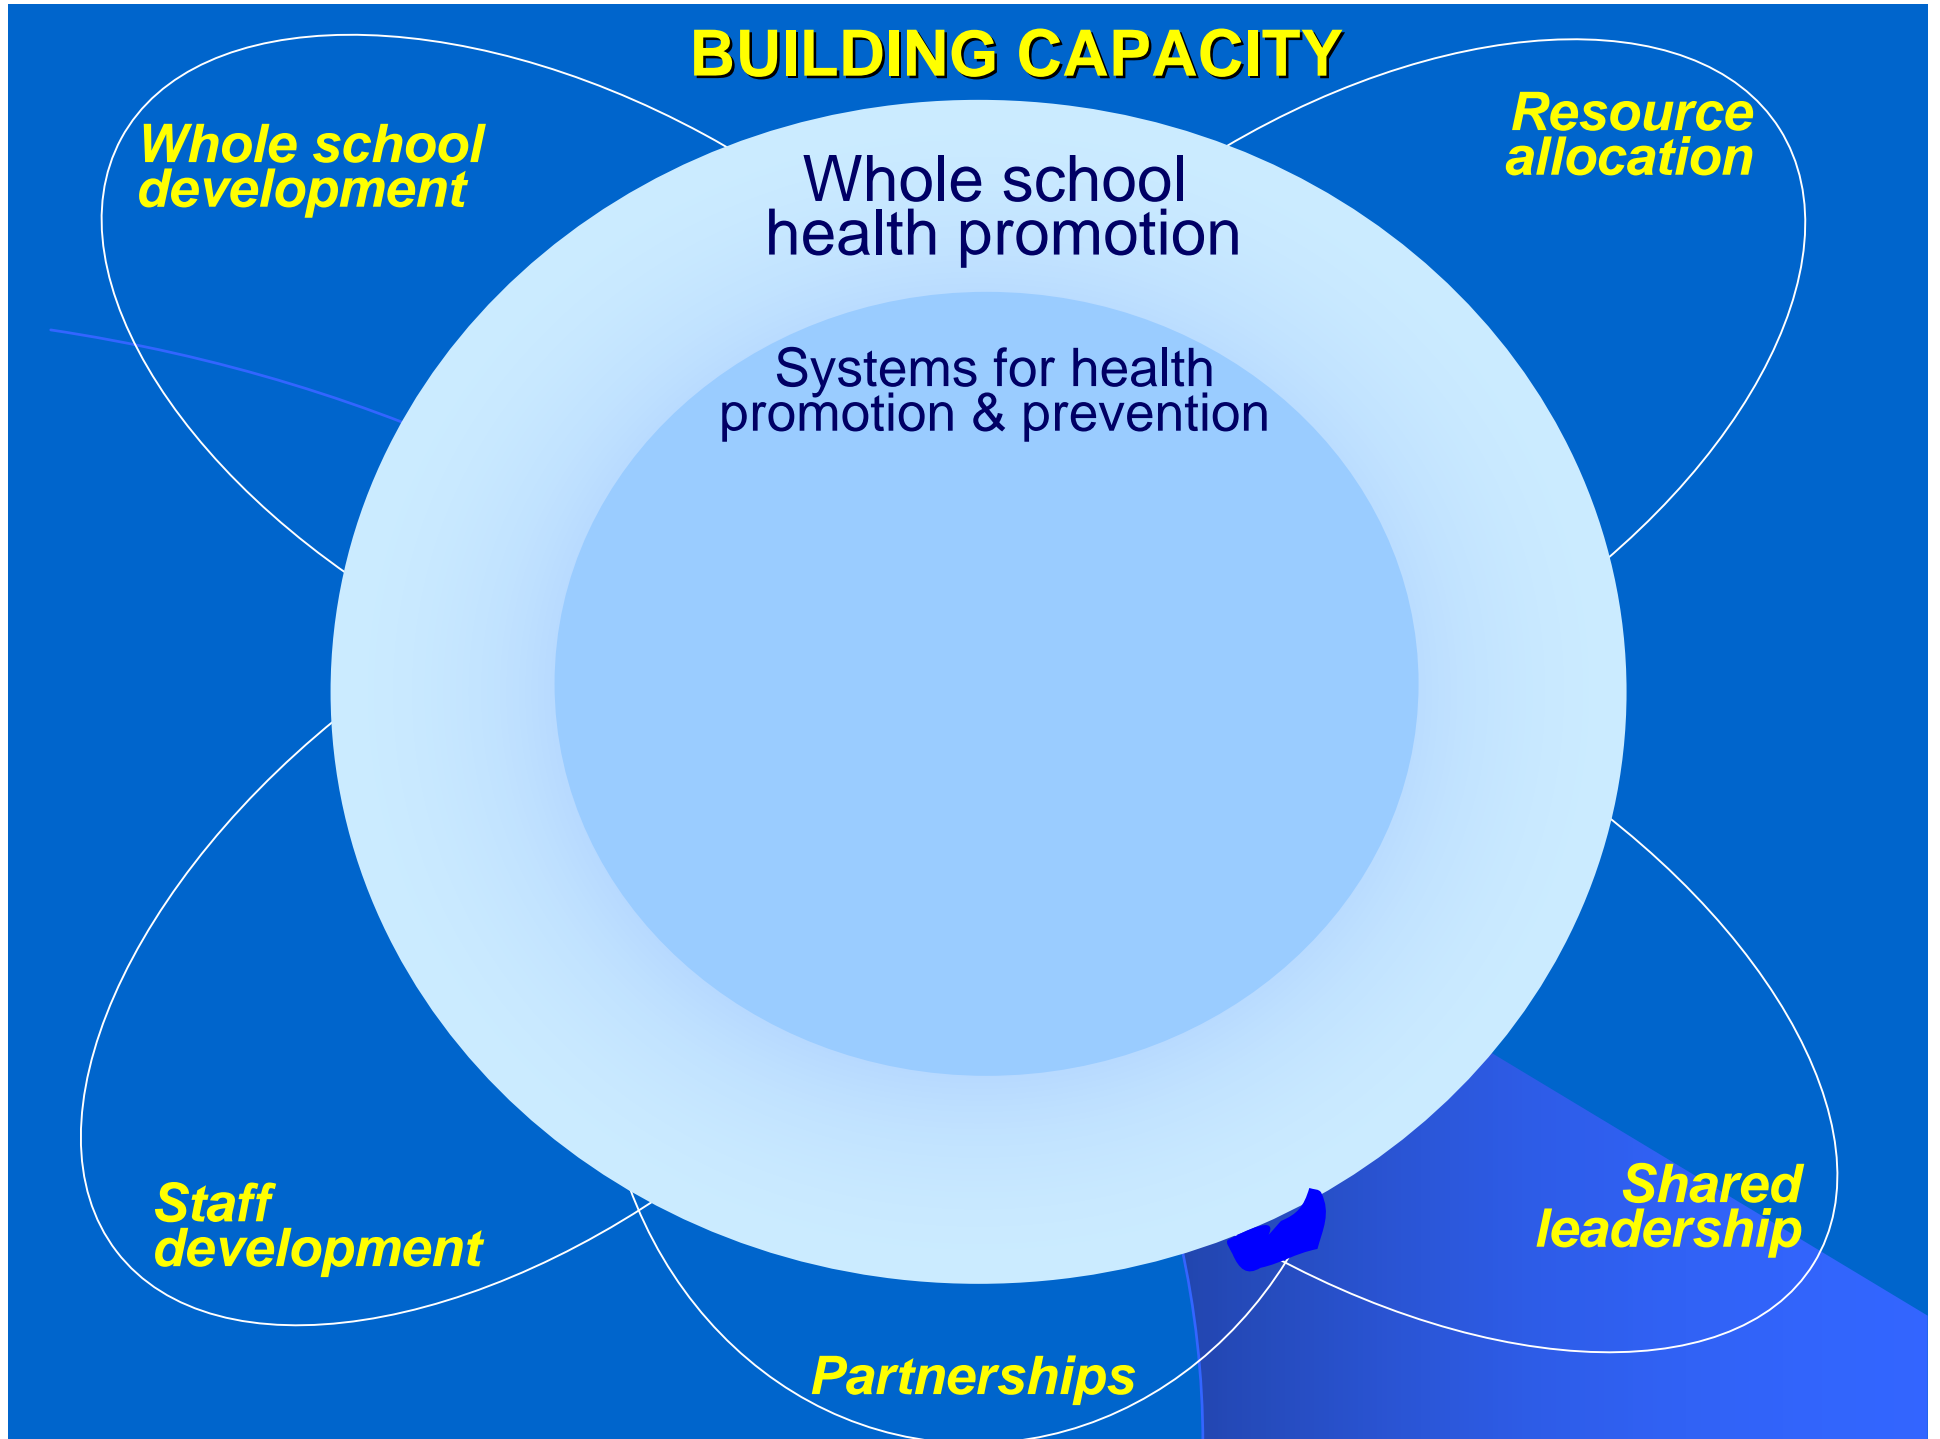 BUILDING CAPACITY
Whole school
development
Resource
allocation
Whole school
health promotion
Systems for health
promotion & prevention
Staff
development
Shared
leadership
Partnerships